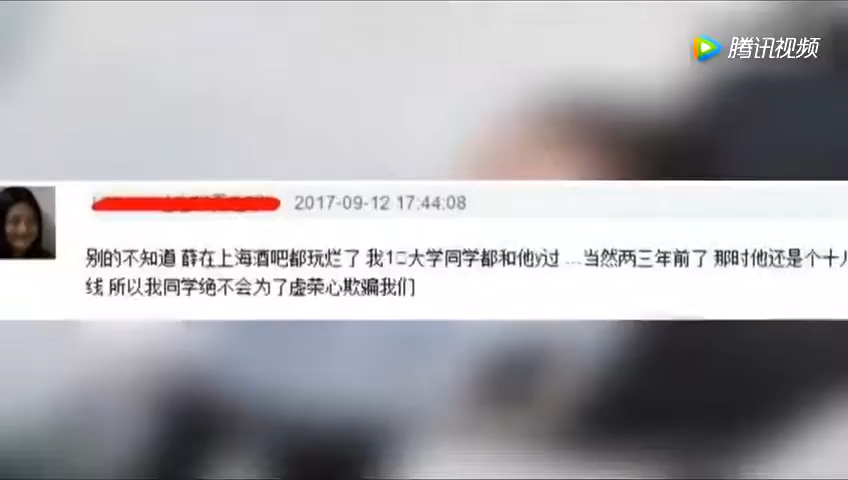 腾讯视频
2017-09-12 17:44:08
别的不知道 薛在上海酒吧都玩烂了 我1□大学同学都和他y过 ...当然两三年前了 那时他还是个十八
线 所以我同学绝不会为了虚荣心欺骗我们